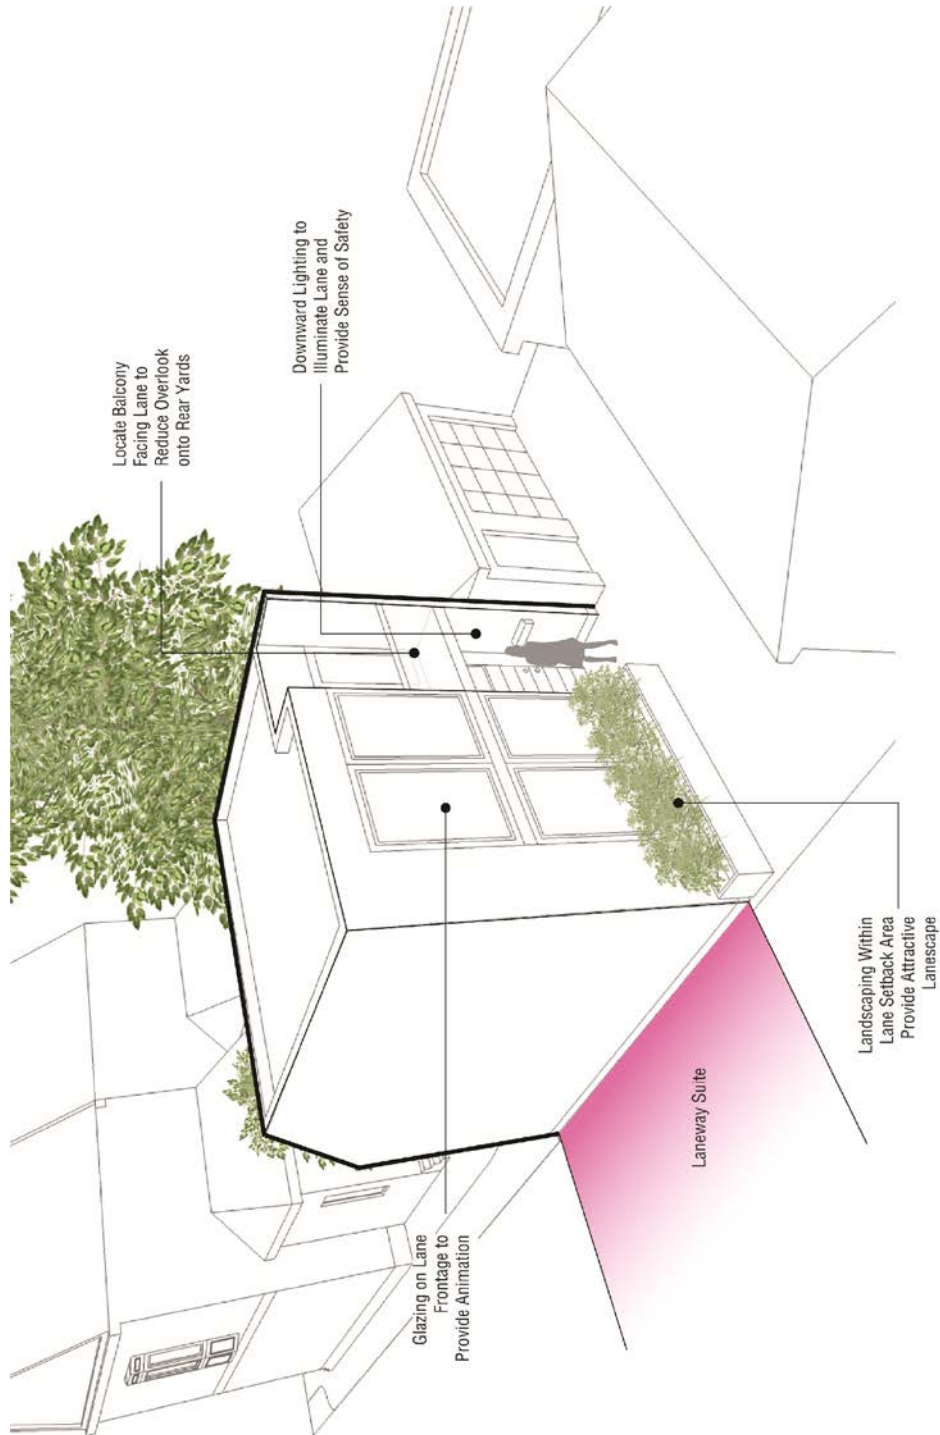 Locate Balcony
Facing Lane to
Reduce Overlook
onto Rear Yards
Downward Lighting to
Illuminate Lane and
Provide Sense of Safety
Glazing on Lane
Frontage to
Provide Animation
Laneway Suite
Landscaping Within
Lane Setback Area
Provide Attractive
Lanescape